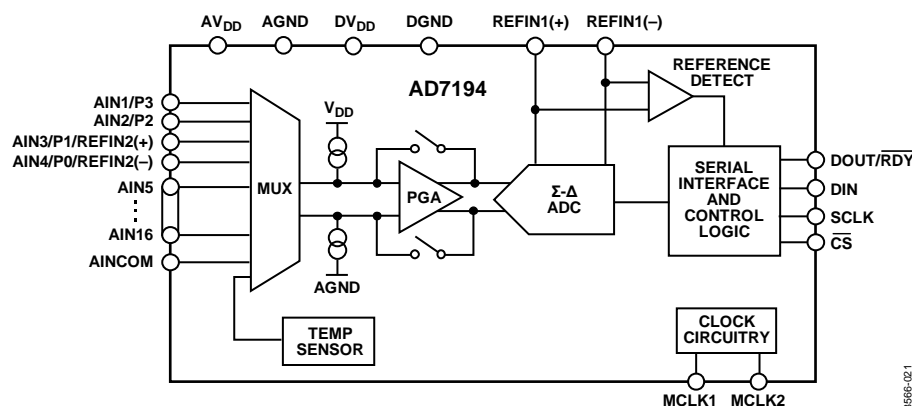 AVDD AGND DVDD DGND REFIN1(+) REFIN1(–)
AD7194
REFERENCE
DETECT
AIN1/P3
AIN2/P2
AIN3/P1/REFIN2(+)
AIN4/P0/REFIN2(–)
AIN5
AIN16
AINCOM
MUX
VDD
AGND
PGA
Σ-Δ
ADC
SERIAL
INTERFACE
AND
CONTROL
LOGIC
DOUT/RDY
DIN
SCLK
CS
TEMP
SENSOR
CLOCK
CIRCUITRY
MCLK1 MCLK2